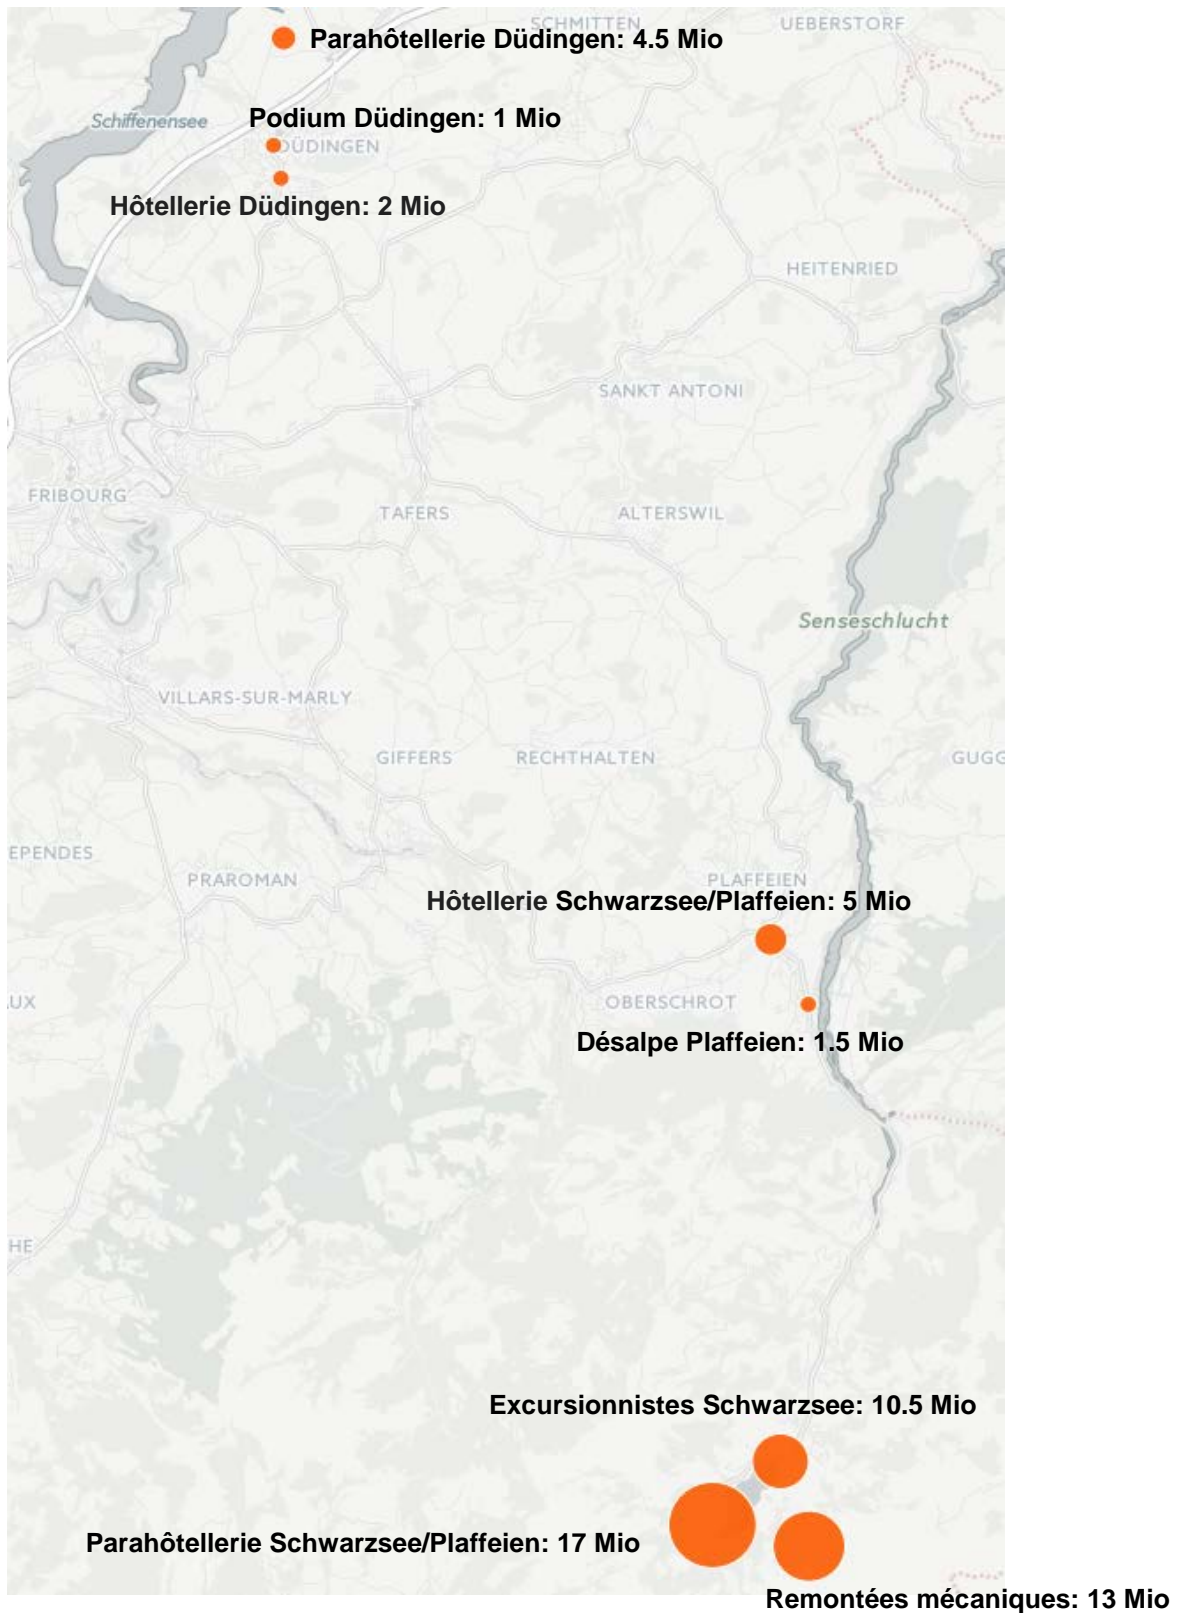 SCHMITTEN
UEBERSTORF
Parahôtellerie Düdingen: 4.5 Mio
Schiffenensee
Podium Düdingen: 1 Mio
DÜDINGEN
Hôtellerie Düdingen: 2 Mio
HEITENRIED
SANKT ANTONI
FRIBOURG
TAFERS
ALTERSWIL
Senseschlucht
VILLARS-SUR-MARLY
GIFFERS
RECHTHALTEN
GUGG
EPENDES
PRAROMAN
PLAFFEIEN
Hôtellerie Schwarzsee/Plaffeien: 5 Mio
UX
OBERSCHROT
Désalpe Plaffeien: 1.5 Mio
HE
Excursionnistes Schwarzsee: 10.5 Mio
Parahôtellerie Schwarzsee/Plaffeien: 17 Mio
Remontées mécaniques: 13 Mio